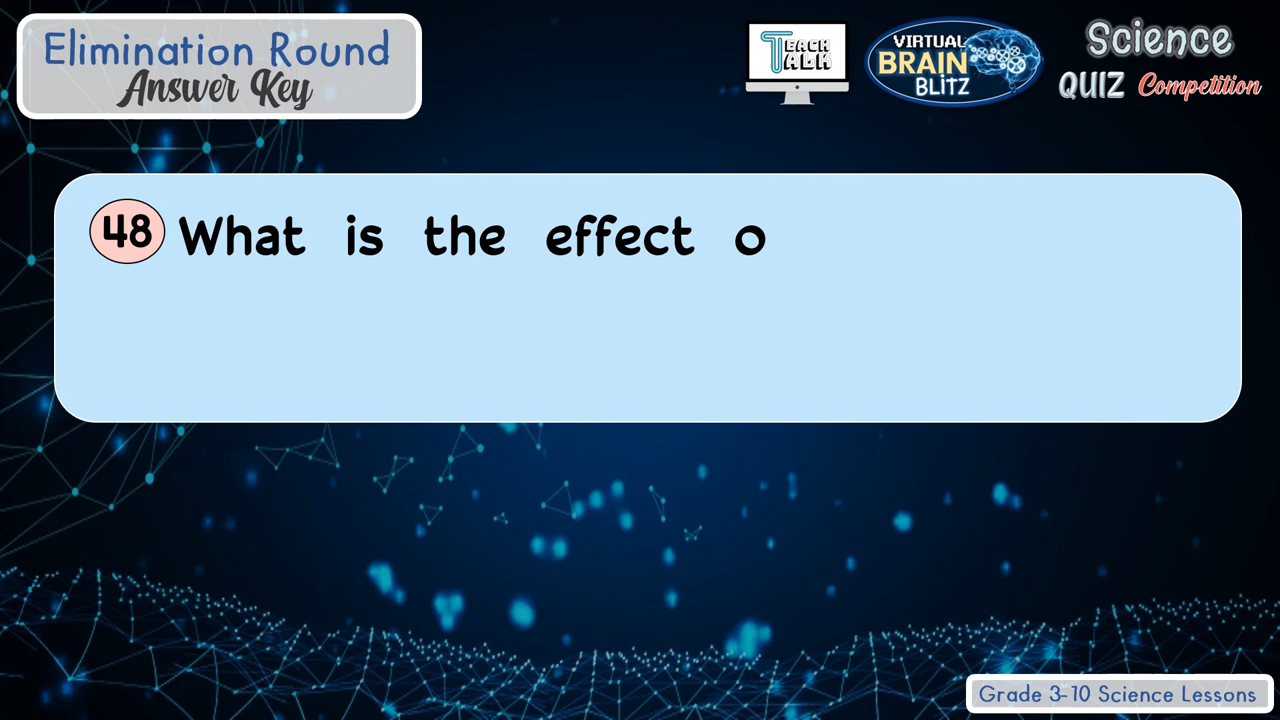 Elimination Round
Answer Key
TEACH
TALK
VIRTUAL
BRAIN
BLITZ
Science
QUIZ Competition
48 What is the effect o
Grade 3-10 Science Lessons